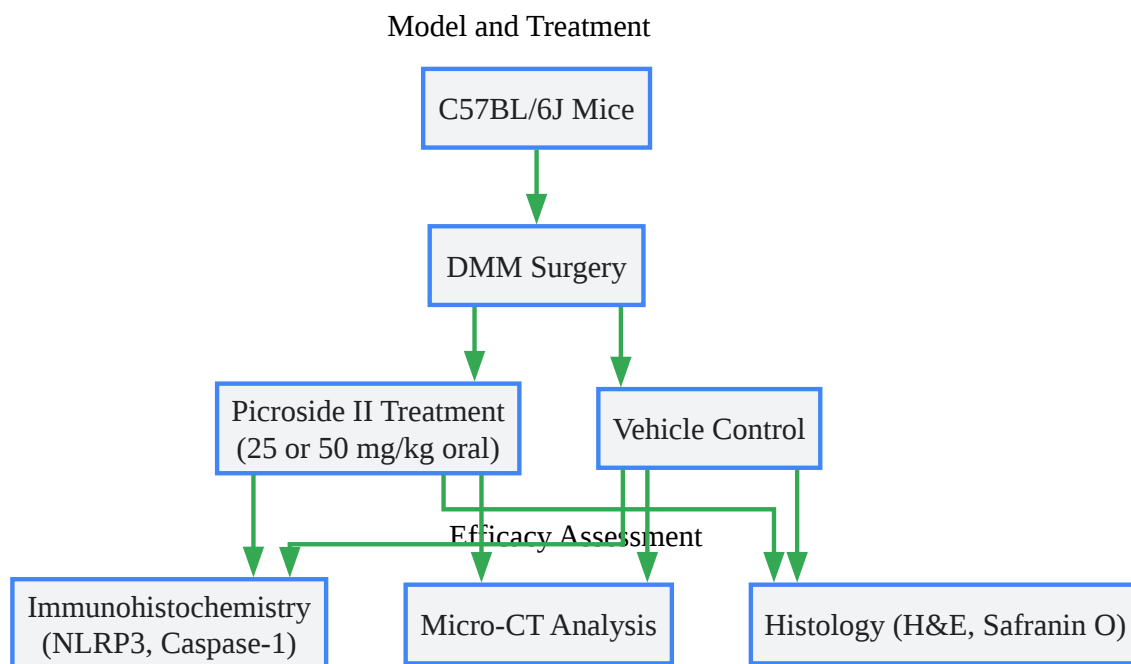 Model and Treatment
C57BL/6J Mice
DMM Surgery
Picroside II Treatment
(25 or 50 mg/kg oral)
Vehicle Control
Efficacy Assessment
Immunohistochemistry
(NLRP3, Caspase-1)
Micro-CT Analysis
Histology (H&E, Safranin O)